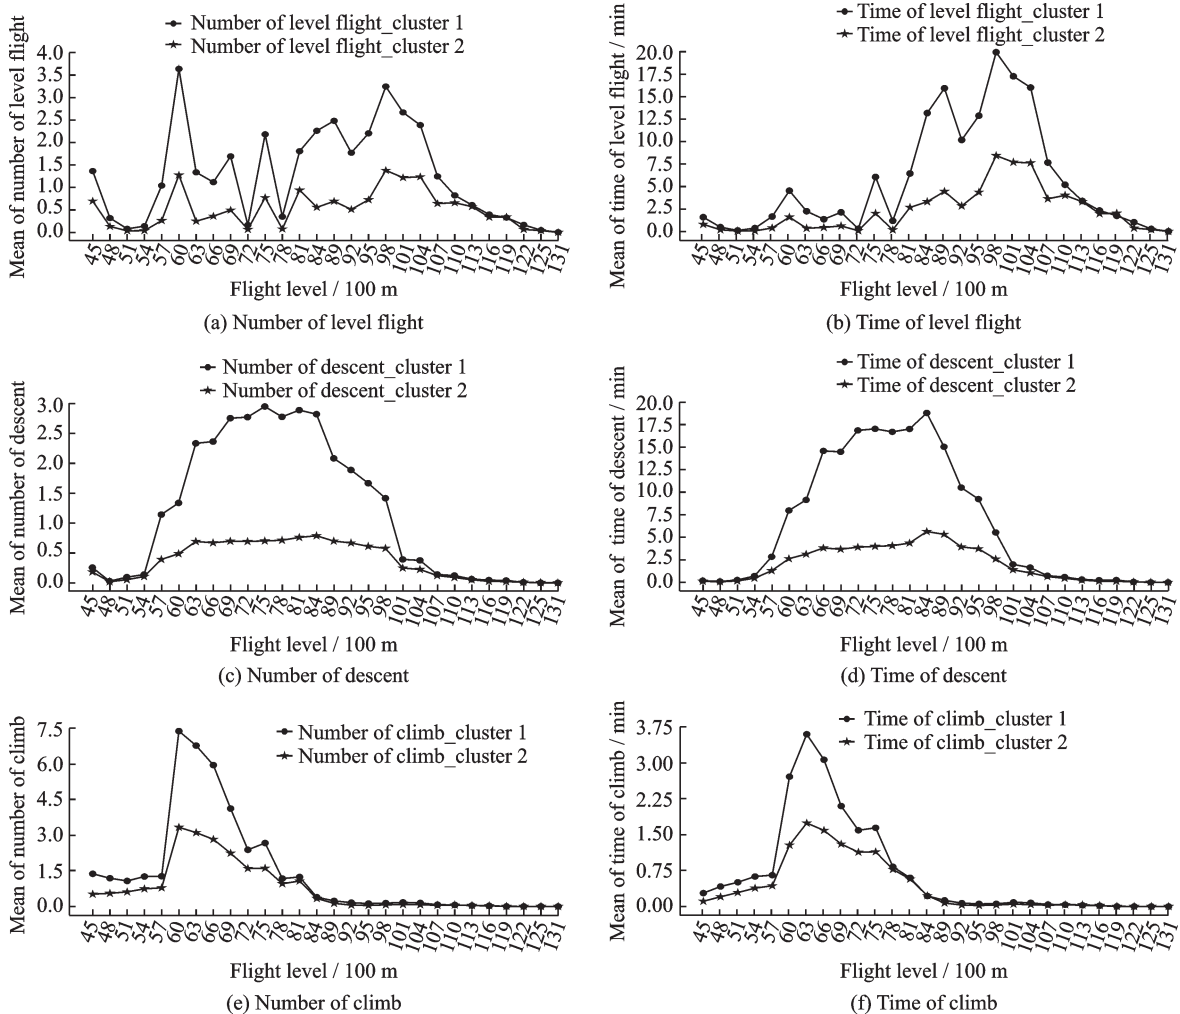 Number of level flight_cluster 1
Number of level flight_cluster 2
Mean of number of level flight
4.0
3.5
3.0
2.5
2.0
1.5
1.0
0.5
0.0
45 48 51 54 57 60 63 66 69 72 75 78 81 84 89 92 95 98 101 104 107 110 113 116 119 122 125 131
Flight level / 100 m
(a) Number of level flight
Time of level flight_cluster 1
Time of level flight_cluster 2
Mean of time of level flight / min
20.0
17.5
15.0
12.5
10.0
7.5
5.0
2.5
0.0
45 48 51 54 57 60 63 66 69 72 75 78 81 84 89 92 95 98 101 104 107 110 113 116 119 122 125 131
Flight level / 100 m
(b) Time of level flight
Number of descent_cluster 1
Number of descent_cluster 2
Mean of number of descent
3.0
2.5
2.0
1.5
1.0
0.5
0.0
45 48 51 54 57 60 63 66 69 72 75 78 81 84 89 92 95 98 101 104 107 110 113 116 119 122 125 131
Flight level / 100 m
(c) Number of descent
Time of descent_cluster 1
Time of descent_cluster 2
Mean of time of descent / min
20.0
17.5
15.0
12.5
10.0
7.5
5.0
2.5
0.0
45 48 51 54 57 60 63 66 69 72 75 78 81 84 89 92 95 98 101 104 107 110 113 116 119 122 125 131
Flight level / 100 m
(d) Time of descent
Number of climb_cluster 1
Number of climb_cluster 2
Mean of number of climb
7.5
6.0
4.5
3.0
1.5
0.0
45 48 51 54 57 60 63 66 69 72 75 78 81 84 89 92 95 98 101 104 107 110 113 116 119 122 125 131
Flight level / 100 m
(e) Number of climb
Time of climb_cluster 1
Time of climb_cluster 2
Mean of time of climb / min
3.75
3.00
2.25
1.50
0.75
0.00
45 48 51 54 57 60 63 66 69 72 75 78 81 84 89 92 95 98 101 104 107 110 113 116 119 122 125 131
Flight level / 100 m
(f) Time of climb